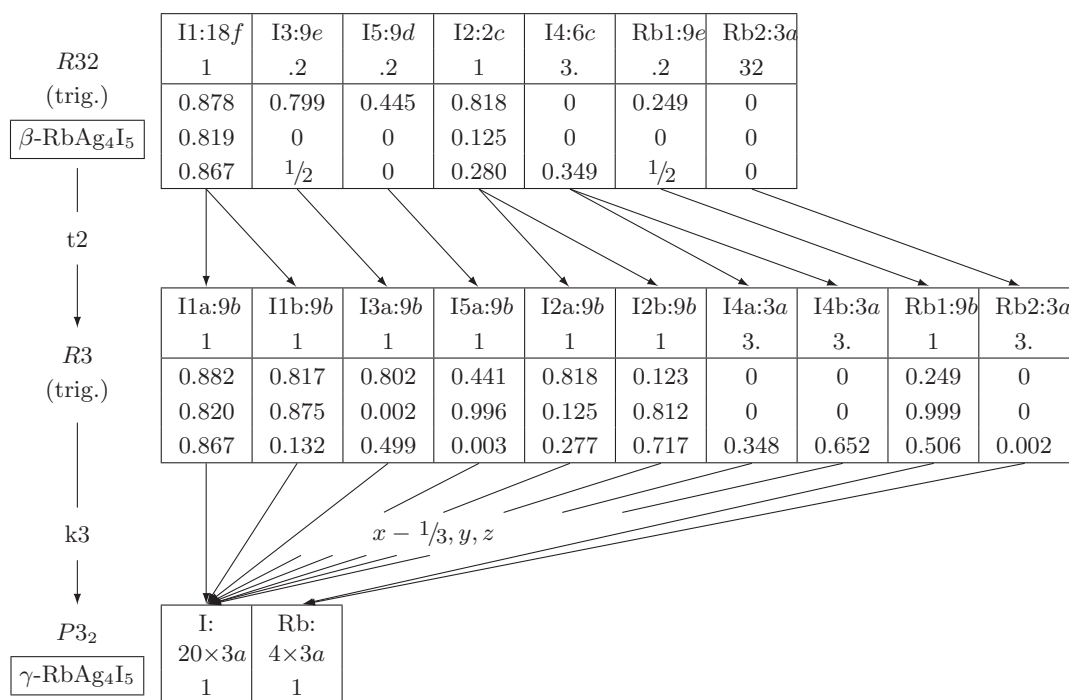 I1:18f I3:9e I5:9d I2:2c I4:6c Rb1:9e Rb2:3a
R32 1 .2 .2 1 3. .2 32
(trig.) 0.878 0.799 0.445 0.818 0 0.249 0
β-RbAg₄I₅ 0.819 0 0 0.125 0 0 0
0.867 1/2 0 0.280 0.349 1/2 0
t2
I1a:9b I1b:9b I3a:9b I5a:9b I2a:9b I2b:9b I4a:3a I4b:3a Rb1:9b Rb2:3a
R3 1 1 1 1 1 1 3. 3. 1 3.
(trig.) 0.882 0.817 0.802 0.441 0.818 0.123 0 0 0.249 0
0.820 0.875 0.002 0.996 0.125 0.812 0 0 0.999 0
0.867 0.132 0.499 0.003 0.277 0.717 0.348 0.652 0.506 0.002
k3 x − 1/3, y, z
P3₂ I: Rb:
20×3a 4×3a
γ-RbAg₄I₅ 1 1